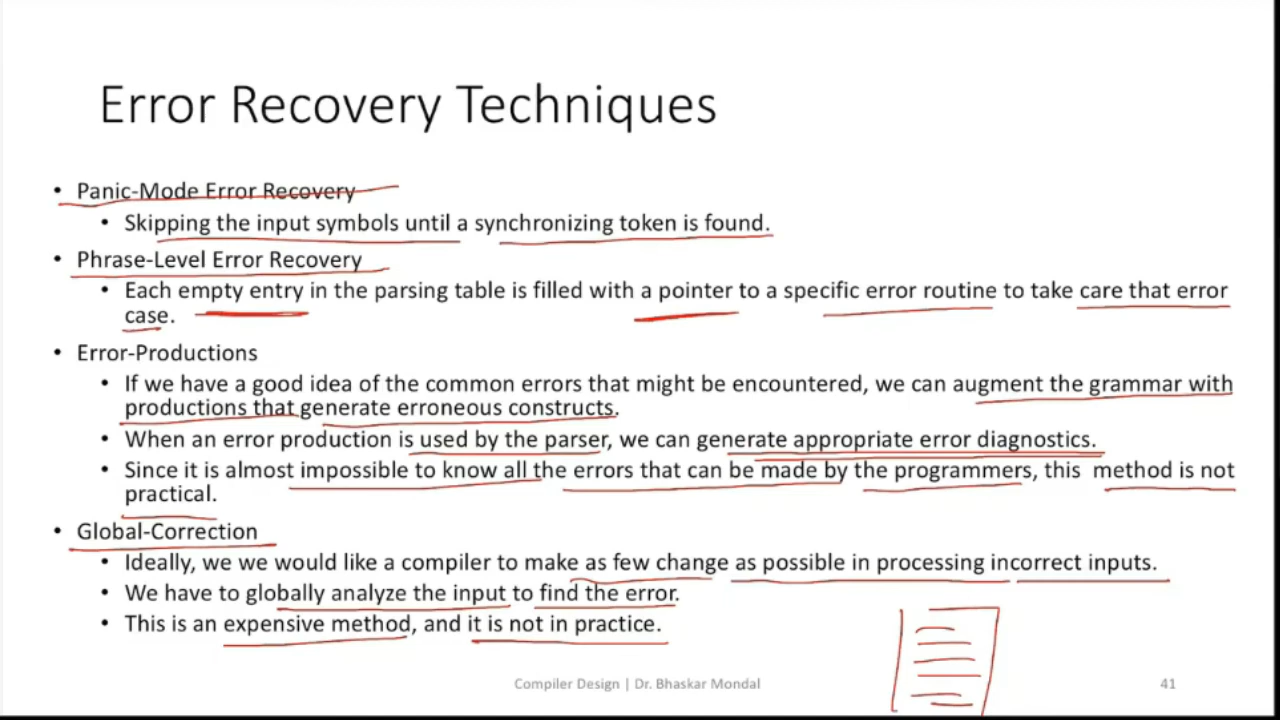 Error Recovery Techniques
• Panic-Mode Error Recovery
• Skipping the input symbols until a synchronizing token is found.
• Phrase-Level Error Recovery
• Each empty entry in the parsing table is filled with a pointer to a specific error routine to take care that error
case.
• Error-Productions
• If we have a good idea of the common errors that might be encountered, we can augment the grammar with
productions that generate erroneous constructs.
• When an error production is used by the parser, we can generate appropriate error diagnostics.
• Since it is almost impossible to know all the errors that can be made by the programmers, this method is not
practical.
• Global-Correction
• Ideally, we we would like a compiler to make as few change as possible in processing incorrect inputs.
• We have to globally analyze the input to find the error.
• This is an expensive method, and it is not in practice.
Compiler Design | Dr. Bhaskar Mondal
41